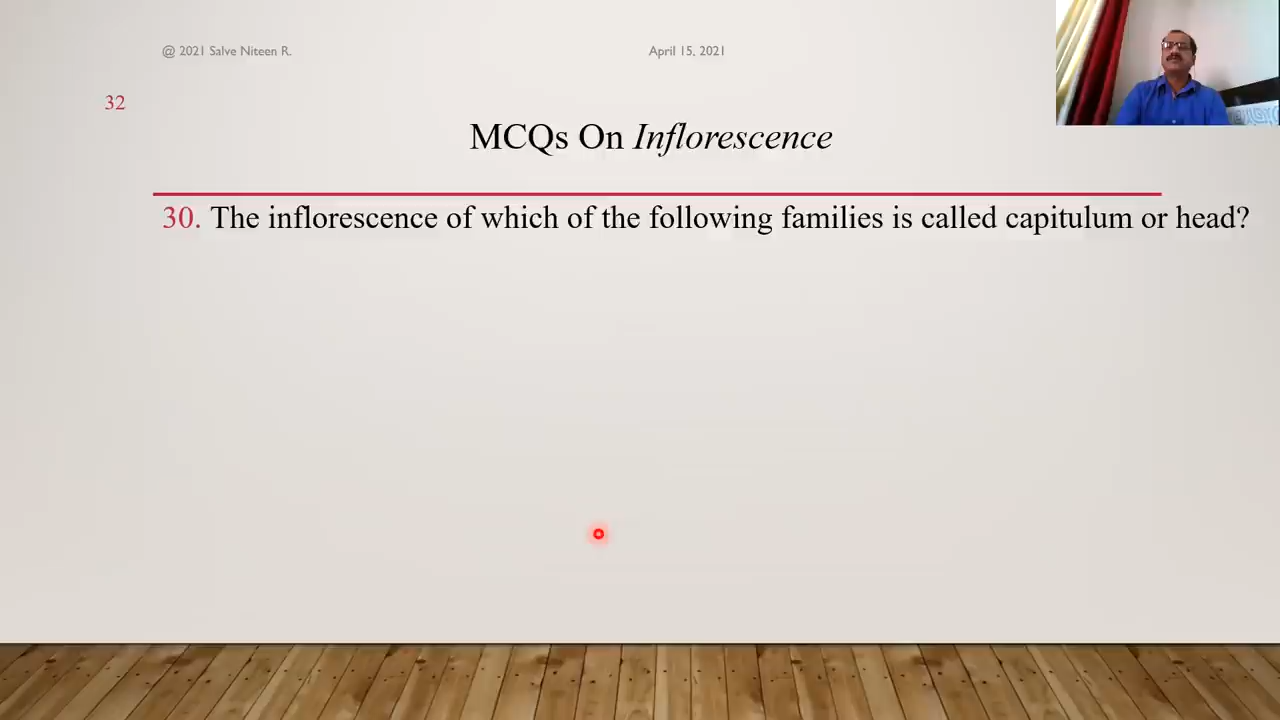 @ 2021 Salve Niteen R.
April 15, 2021
32
MCQs On Inflorescence
30. The inflorescence of which of the following families is called capitulum or head?